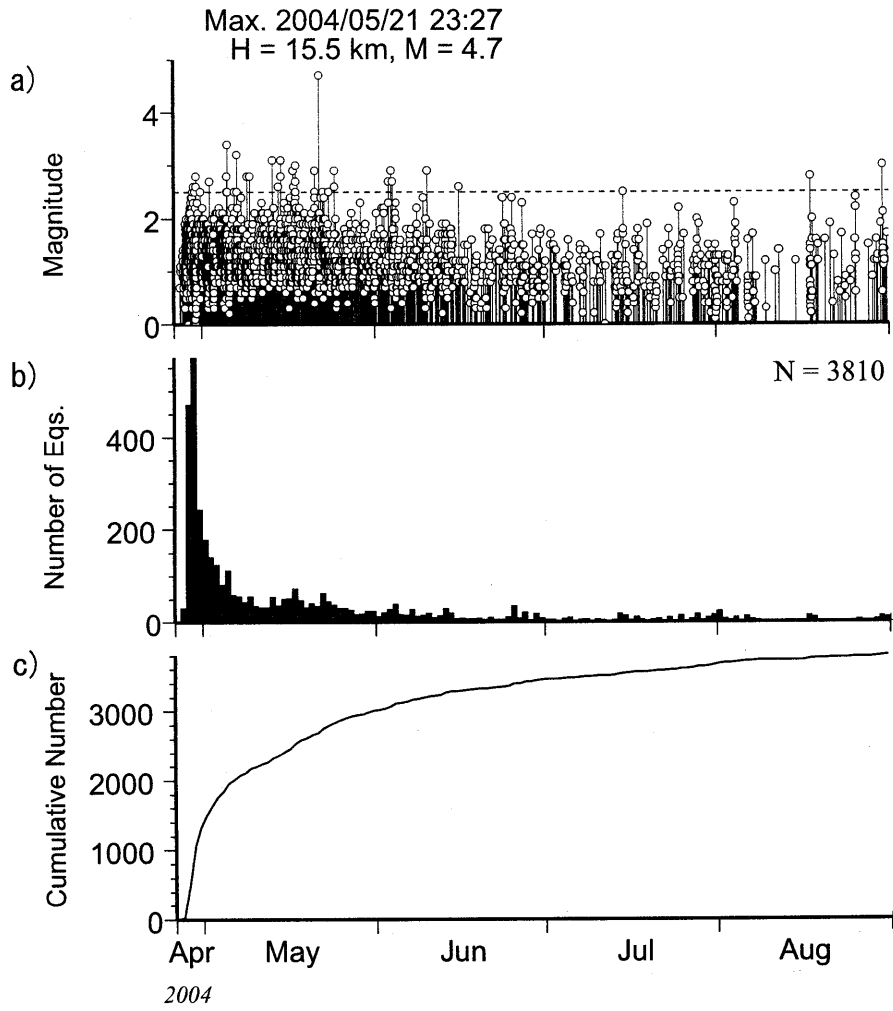 Max. 2004/05/21 23:27
H = 15.5 km, M = 4.7
a)
Magnitude
4
2
0
b)
N = 3810
Number of Eqs.
400
200
0
c)
Cumulative Number
3000
2000
1000
0
Apr May Jun Jul Aug
2004